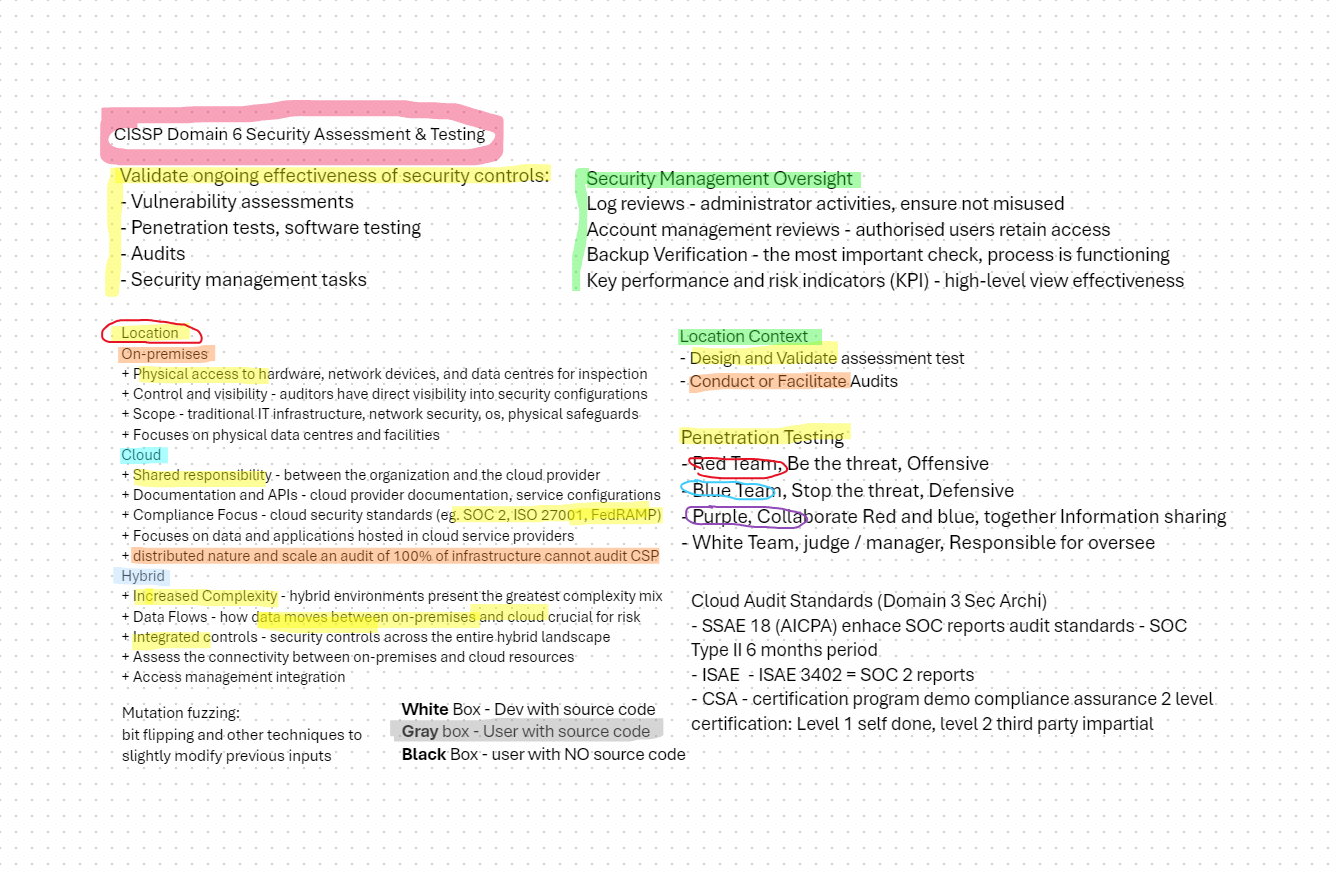 CISSP Domain 6 Security Assessment & Testing
Validate ongoing effectiveness of security controls:
- Vulnerability assessments
- Penetration tests, software testing
- Audits
- Security management tasks
Security Management Oversight
Log reviews - administrator activities, ensure not misused
Account management reviews - authorised users retain access
Backup Verification - the most important check, process is functioning
Key performance and risk indicators (KPI) - high-level view effectiveness
Location
On-premises
+ Physical access to hardware, network devices, and data centres for inspection
+ Control and visibility - auditors have direct visibility into security configurations
+ Scope - traditional IT infrastructure, network security, os, physical safeguards
+ Focuses on physical data centres and facilities
Cloud
+ Shared responsibility - between the organization and the cloud provider
+ Documentation and APIs - cloud provider documentation, service configurations
+ Compliance Focus - cloud security standards (eg. SOC 2, ISO 27001, FedRAMP)
+ Focuses on data and applications hosted in cloud service providers
+ distributed nature and scale an audit of 100% of infrastructure cannot audit CSP
Hybrid
+ Increased Complexity - hybrid environments present the greatest complexity mix
+ Data Flows - how data moves between on-premises and cloud crucial for risk
+ Integrated controls - security controls across the entire hybrid landscape
+ Assess the connectivity between on-premises and cloud resources
+ Access management integration
Location Context
- Design and Validate assessment test
- Conduct or Facilitate Audits
Penetration Testing
- Red Team, Be the threat, Offensive
- Blue Team, Stop the threat, Defensive
- Purple, Collaborate Red and blue, together Information sharing
- White Team, judge / manager, Responsible for oversee
Cloud Audit Standards (Domain 3 Sec Archi)
- SSAE 18 (AICPA) enhace SOC reports audit standards - SOC
Type II 6 months period
- ISAE - ISAE 3402 = SOC 2 reports
- CSA - certification program demo compliance assurance 2 level
certification: Level 1 self done, level 2 third party impartial
Mutation fuzzing:
bit flipping and other techniques to
slightly modify previous inputs
White Box - Dev with source code
Gray box - User with source code
Black Box - user with NO source code